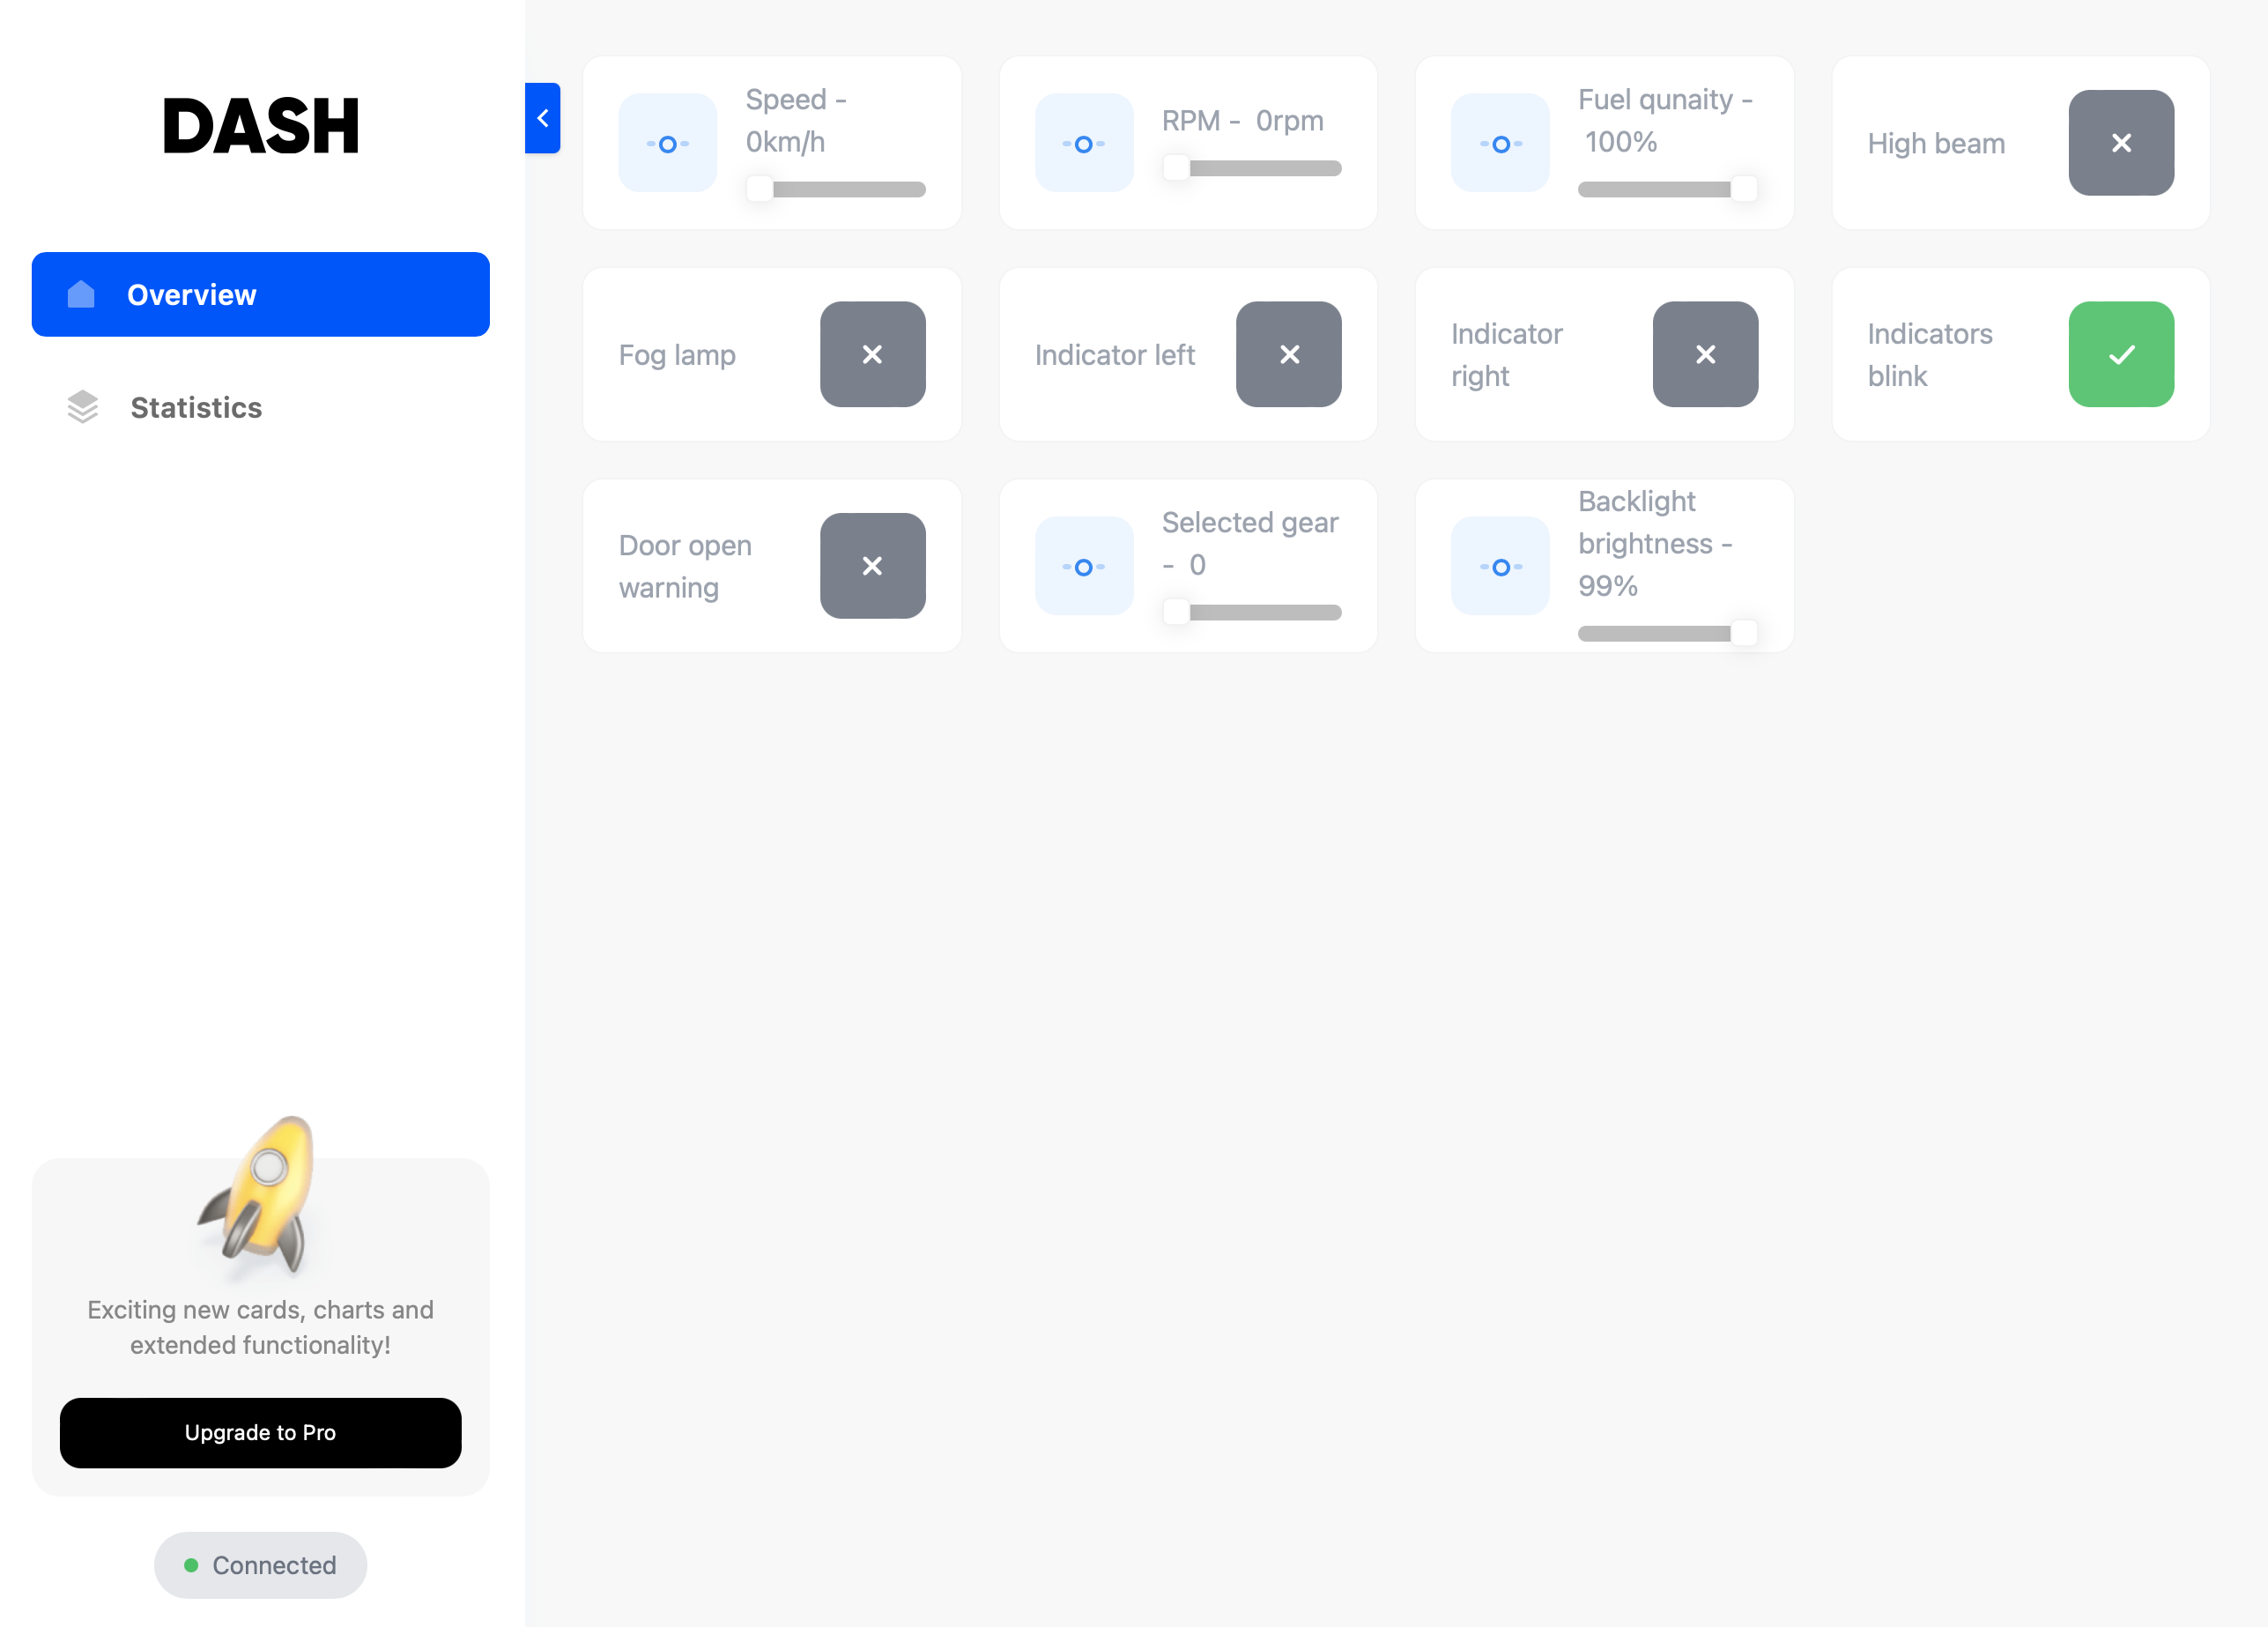 DASH
Overview
Statistics
Exciting new cards, charts and
extended functionality!
Upgrade to Pro
Connected
Speed -
0km/h
RPM - 0rpm
Fuel qunaity -
100%
High beam
Fog lamp
Indicator left
Indicator
right
Indicators
blink
Door open
warning
Selected gear
- 0
Backlight
brightness -
99%